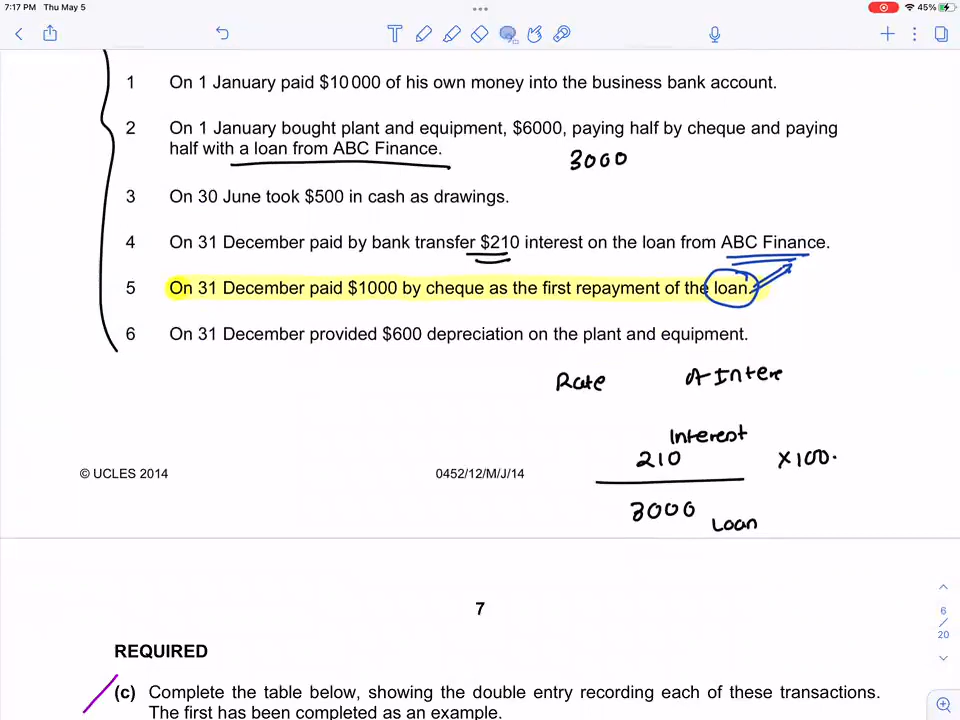 7:17 PM Thu May 5
45%
1 On 1 January paid $10 000 of his own money into the business bank account.
2 On 1 January bought plant and equipment, $6000, paying half by cheque and paying
half with a loan from ABC Finance.
3000
3 On 30 June took $500 in cash as drawings.
4 On 31 December paid by bank transfer $210 interest on the loan from ABC Finance.
5 On 31 December paid $1000 by cheque as the first repayment of the loan.
6 On 31 December provided $600 depreciation on the plant and equipment.
Rate of Intere
Interest
210 ×100.
3000 Loan
© UCLES 2014 0452/12/M/J/14
7
6
/
20
REQUIRED
(c) Complete the table below, showing the double entry recording each of these transactions.
The first has been completed as an example.